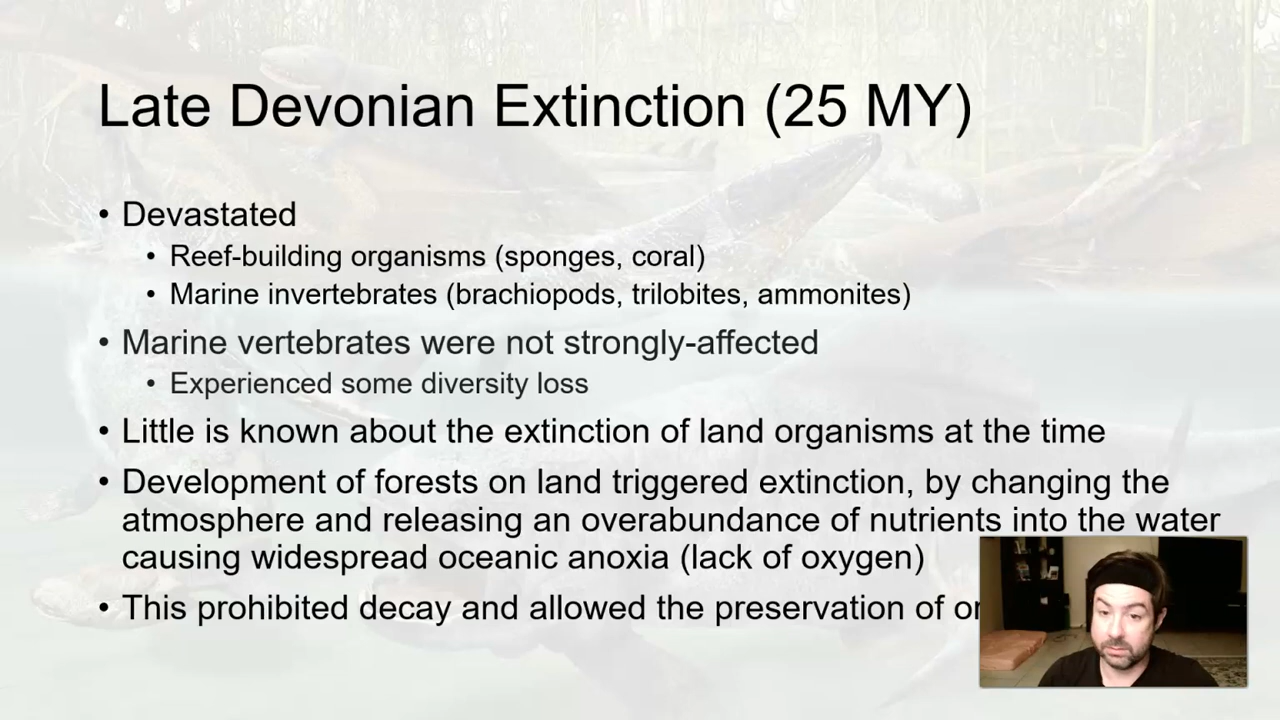 Late Devonian Extinction (25 MY)
• Devastated
• Reef-building organisms (sponges, coral)
• Marine invertebrates (brachiopods, trilobites, ammonites)
• Marine vertebrates were not strongly-affected
• Experienced some diversity loss
• Little is known about the extinction of land organisms at the time
• Development of forests on land triggered extinction, by changing the
atmosphere and releasing an overabundance of nutrients into the water
causing widespread oceanic anoxia (lack of oxygen)
• This prohibited decay and allowed the preservation of